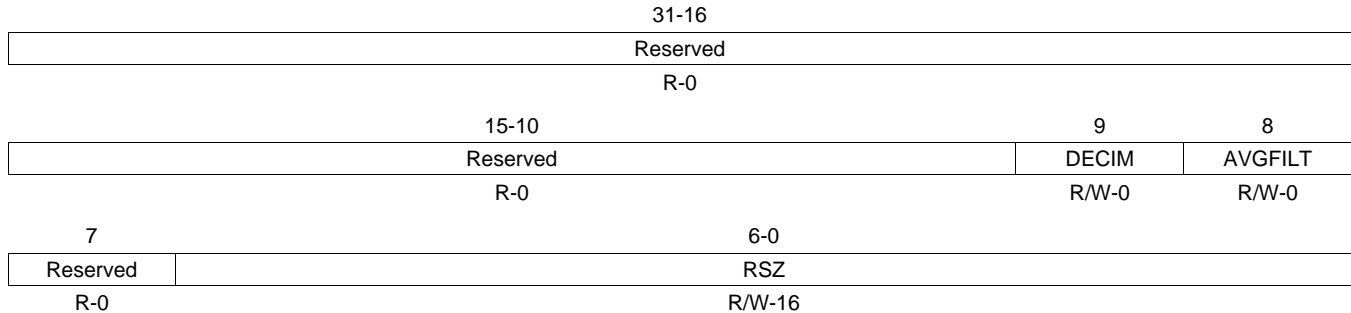 31-16
Reserved
R-0
15-10 9 8
Reserved DECIM AVGFILT
R-0 R/W-0 R/W-0
7 6-0
Reserved RSZ
R-0 R/W-16